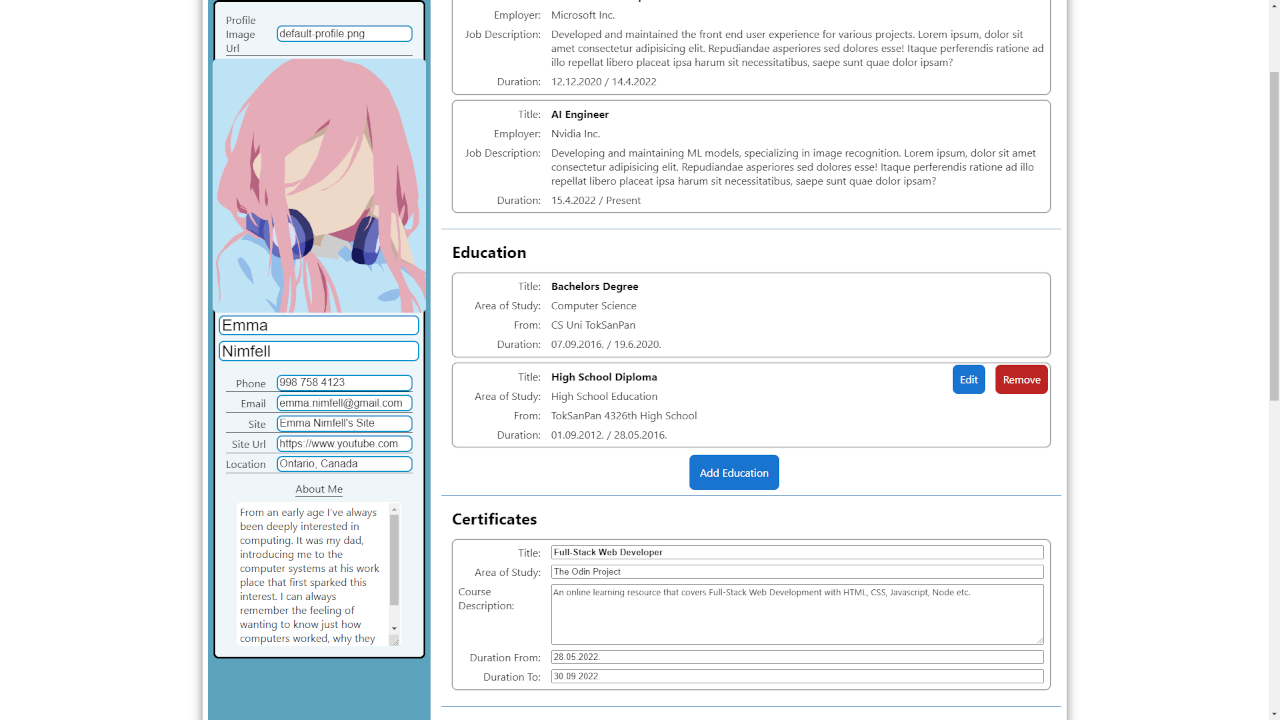 Profile
Image
Url
default-profile.png
Emma
Nimfell
Phone 998 758 4123
Email emma.nimfell@gmail.com
Site Emma Nimfell's Site
Site Url https://www.youtube.com
Location Ontario, Canada
About Me
From an early age I've always
been deeply interested in
computing. It was my dad,
introducing me to the
computer systems at his work
place that first sparked this
interest. I can always
remember the feeling of
wanting to know just how
computers worked, why they
Employer: Microsoft Inc.
Job Description: Developed and maintained the front end user experience for various projects. Lorem ipsum, dolor sit
amet consectetur adipisicing elit. Repudiandae asperiores sed dolores esse! Itaque perferendis ratione ad
illo repellat libero placeat ipsa harum sit necessitatibus, saepe sunt quae dolor ipsam?
Duration: 12.12.2020 / 14.4.2022
Title: AI Engineer
Employer: Nvidia Inc.
Job Description: Developing and maintaining ML models, specializing in image recognition. Lorem ipsum, dolor sit amet
consectetur adipisicing elit. Repudiandae asperiores sed dolores esse! Itaque perferendis ratione ad illo
repellat libero placeat ipsa harum sit necessitatibus, saepe sunt quae dolor ipsam?
Duration: 15.4.2022 / Present
Education
Title: Bachelors Degree
Area of Study: Computer Science
From: CS Uni TokSanPan
Duration: 07.09.2016. / 19.6.2020.
Title: High School Diploma
Edit Remove
Area of Study: High School Education
From: TokSanPan 4326th High School
Duration: 01.09.2012. / 28.05.2016.
Add Education
Certificates
Title: Full-Stack Web Developer
Area of Study: The Odin Project
Course
Description:
An online learning resource that covers Full-Stack Web Development with HTML, CSS, Javascript, Node etc.
Duration From: 28.05.2022.
Duration To: 30.09.2022.